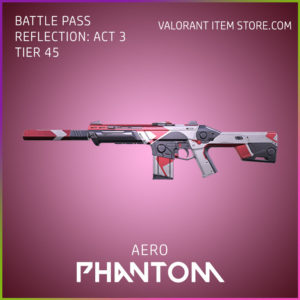 BATTLE PASS
REFLECTION: ACT 3
TIER 45
VALORANT ITEM STORE.COM
AERO
PHANTOM